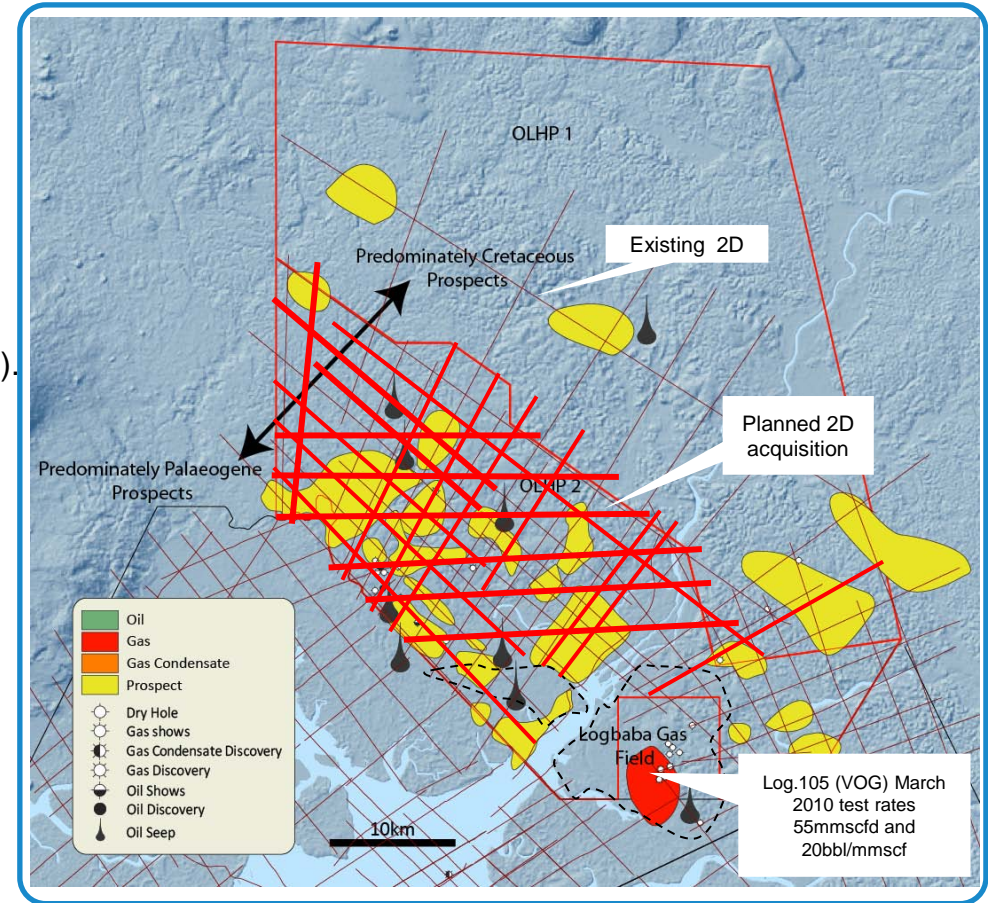 OLHP 1
Existing 2D
Predominately Cretaceous
Prospects
).
Planned 2D
acquisition
Predominately Palaeogene
Prospects
OLHP 2
Oil
Gas
Gas Condensate
Prospect
Dry Hole
Gas shows
Gas Condensate Discovery
Gas Discovery
Oil Shows
Oil Discovery
Oil Seep
10km
Logbaba Gas
Field
Log.105 (VOG) March
2010 test rates
55mmscfd and
20bbl/mmscf